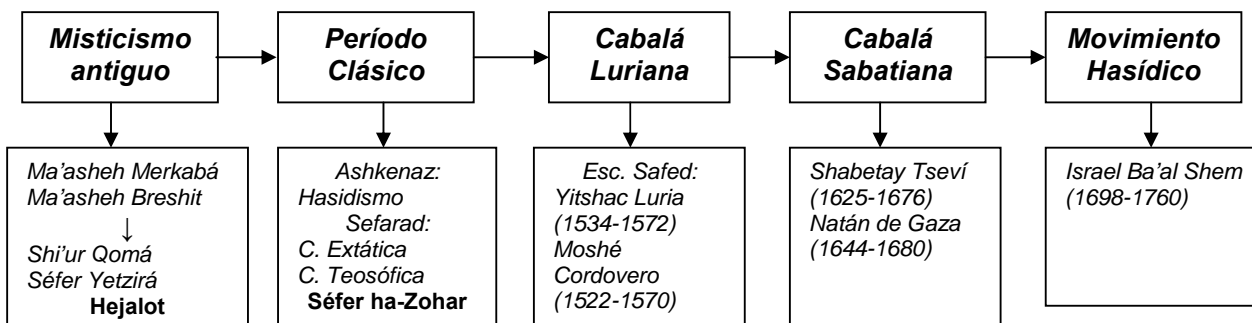 Misticismo
antiguo
Período
Clásico
Cabalá
Luriana
Cabalá
Sabatiana
Movimiento
Hasídico
Ma'asheh Merkabá
Ma'asheh Breshit
↓
Shi'ur Qomá
Séfer Yetzirá
Hejalot
Ashkenaz:
Hasidismo
Sefarad:
C. Extática
C. Teosófica
Séfer ha-Zohar
Esc. Safed:
Yitshac Luria
(1534-1572)
Moshé
Cordovero
(1522-1570)
Shabetay Tseví
(1625-1676)
Natán de Gaza
(1644-1680)
Israel Ba'al Shem
(1698-1760)